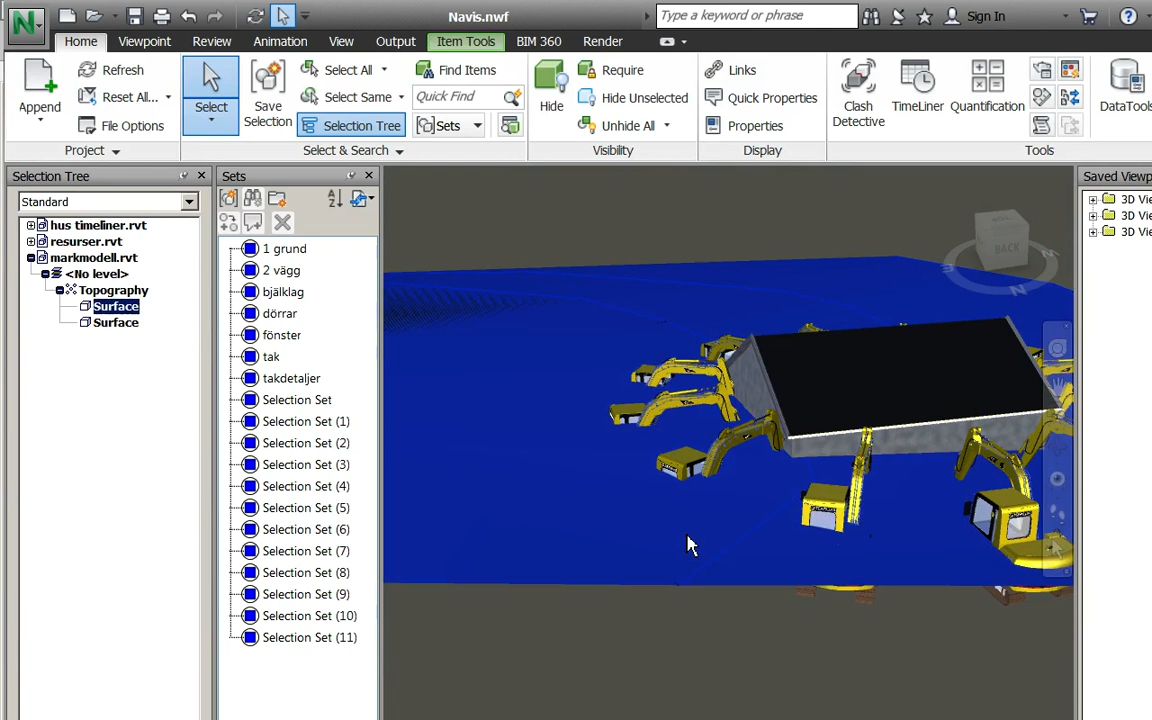 Navis.nwf
Type a keyword or phrase
Sign In
Home Viewpoint Review Animation View Output Item Tools BIM 360 Render
Append
Refresh
Reset All...
File Options
Project
Select
Save Selection
Select All
Select Same
Selection Tree
Find Items
Quick Find
Sets
Select & Search
Hide
Require
Hide Unselected
Unhide All
Visibility
Links
Quick Properties
Properties
Display
Clash Detective
TimeLiner
Quantification
DataTools
Tools
Selection Tree
Standard
hus timeliner.rvt
resurser.rvt
markmodell.rvt
<No level>
Topography
Surface
Surface
Sets
1 grund
2 vägg
bjälklag
dörrar
fönster
tak
takdetaljer
Selection Set
Selection Set (1)
Selection Set (2)
Selection Set (3)
Selection Set (4)
Selection Set (5)
Selection Set (6)
Selection Set (7)
Selection Set (8)
Selection Set (9)
Selection Set (10)
Selection Set (11)
BACK
N
Saved Viewp
3D Vie
3D Vie
3D Vie